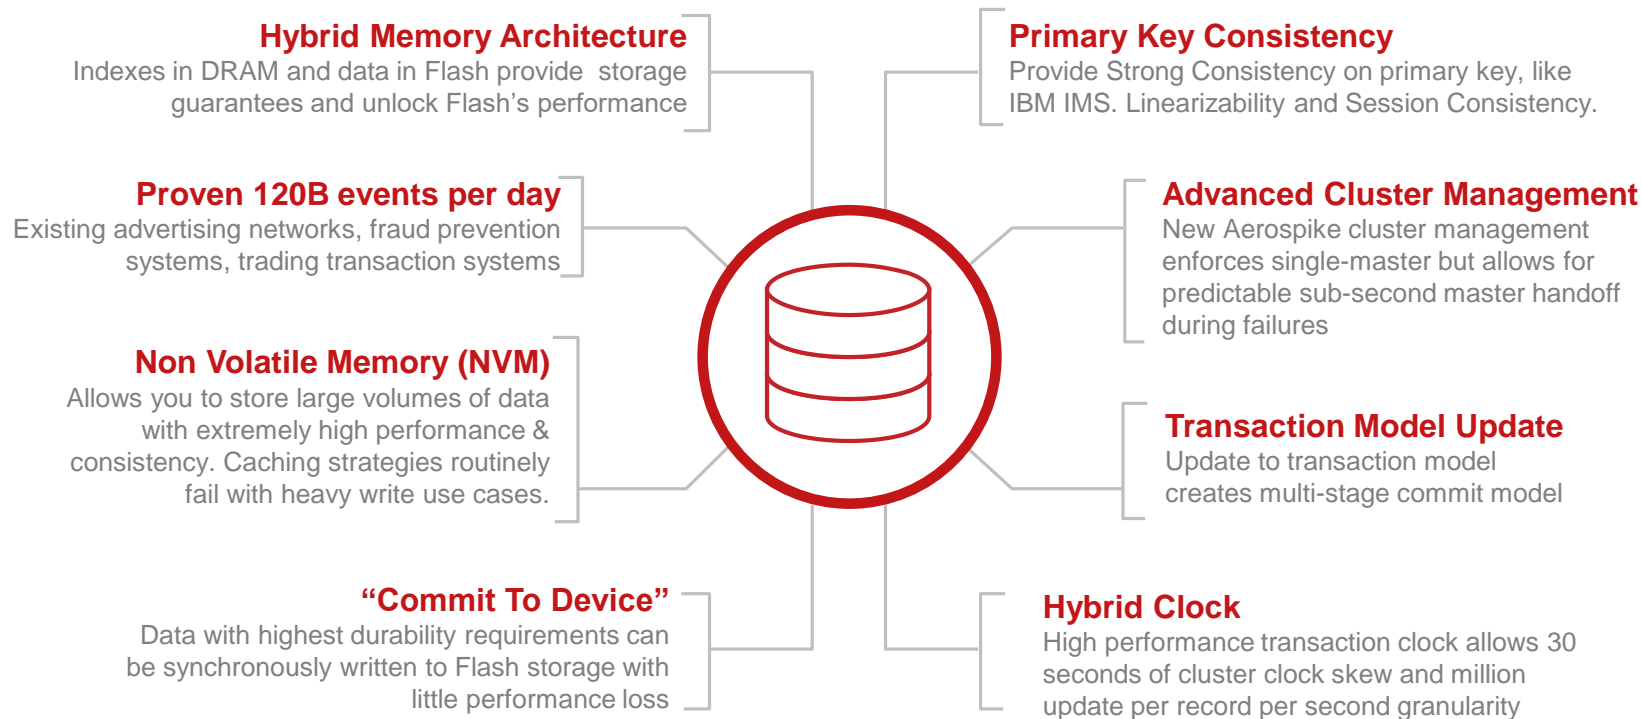 Hybrid Memory Architecture
Indexes in DRAM and data in Flash provide storage
guarantees and unlock Flash's performance
Proven 120B events per day
Existing advertising networks, fraud prevention
systems, trading transaction systems
Non Volatile Memory (NVM)
Allows you to store large volumes of data
with extremely high performance &
consistency. Caching strategies routinely
fail with heavy write use cases.
“Commit To Device”
Data with highest durability requirements can
be synchronously written to Flash storage with
little performance loss
Primary Key Consistency
Provide Strong Consistency on primary key, like
IBM IMS. Linearizability and Session Consistency.
Advanced Cluster Management
New Aerospike cluster management
enforces single-master but allows for
predictable sub-second master handoff
during failures
Transaction Model Update
Update to transaction model
creates multi-stage commit model
Hybrid Clock
High performance transaction clock allows 30
seconds of cluster clock skew and million
update per record per second granularity